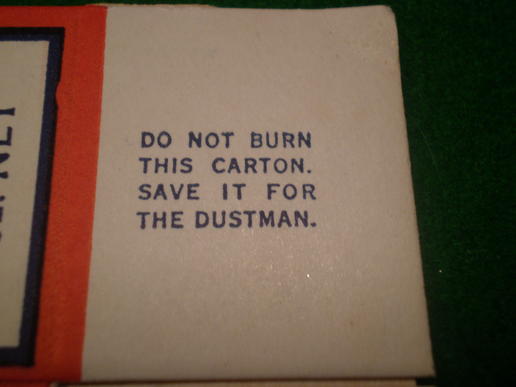 DO NOT BURN
THIS CARTON.
SAVE IT FOR
THE DUSTMAN.